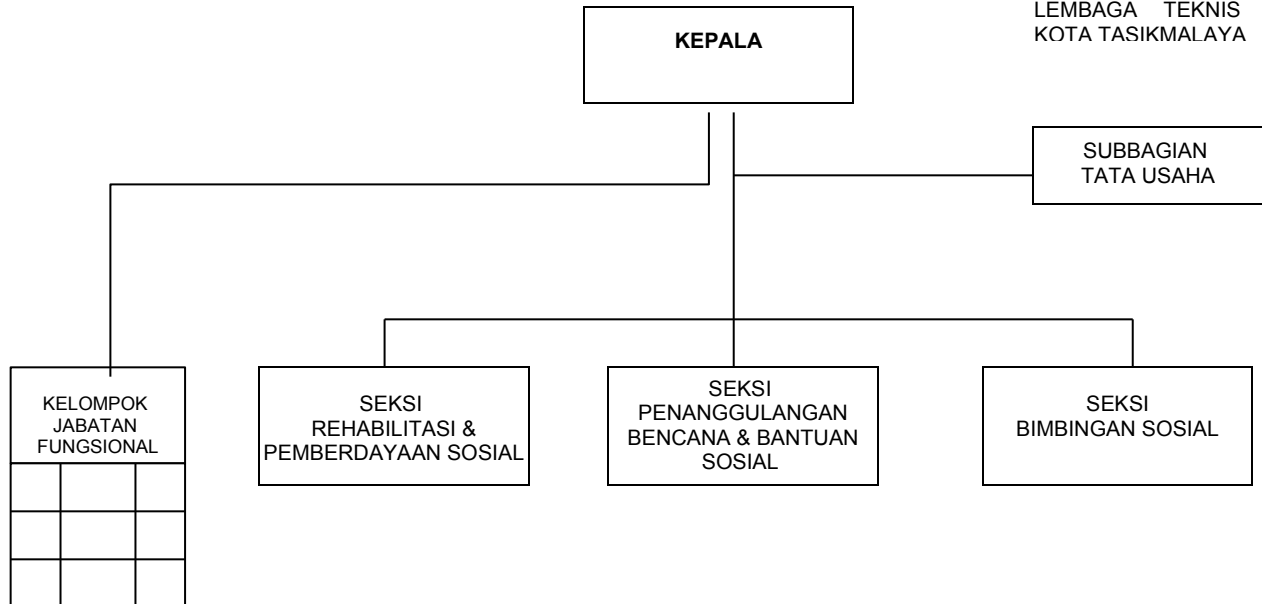 LEMBAGA TEKNIS
KOTA TASIKMALAYA
KEPALA
SUBBAGIAN
TATA USAHA
KELOMPOK
JABATAN
FUNGSIONAL
SEKSI
REHABILITASI &
PEMBERDAYAAN SOSIAL
SEKSI
PENANGGULANGAN
BENCANA & BANTUAN
SOSIAL
SEKSI
BIMBINGAN SOSIAL